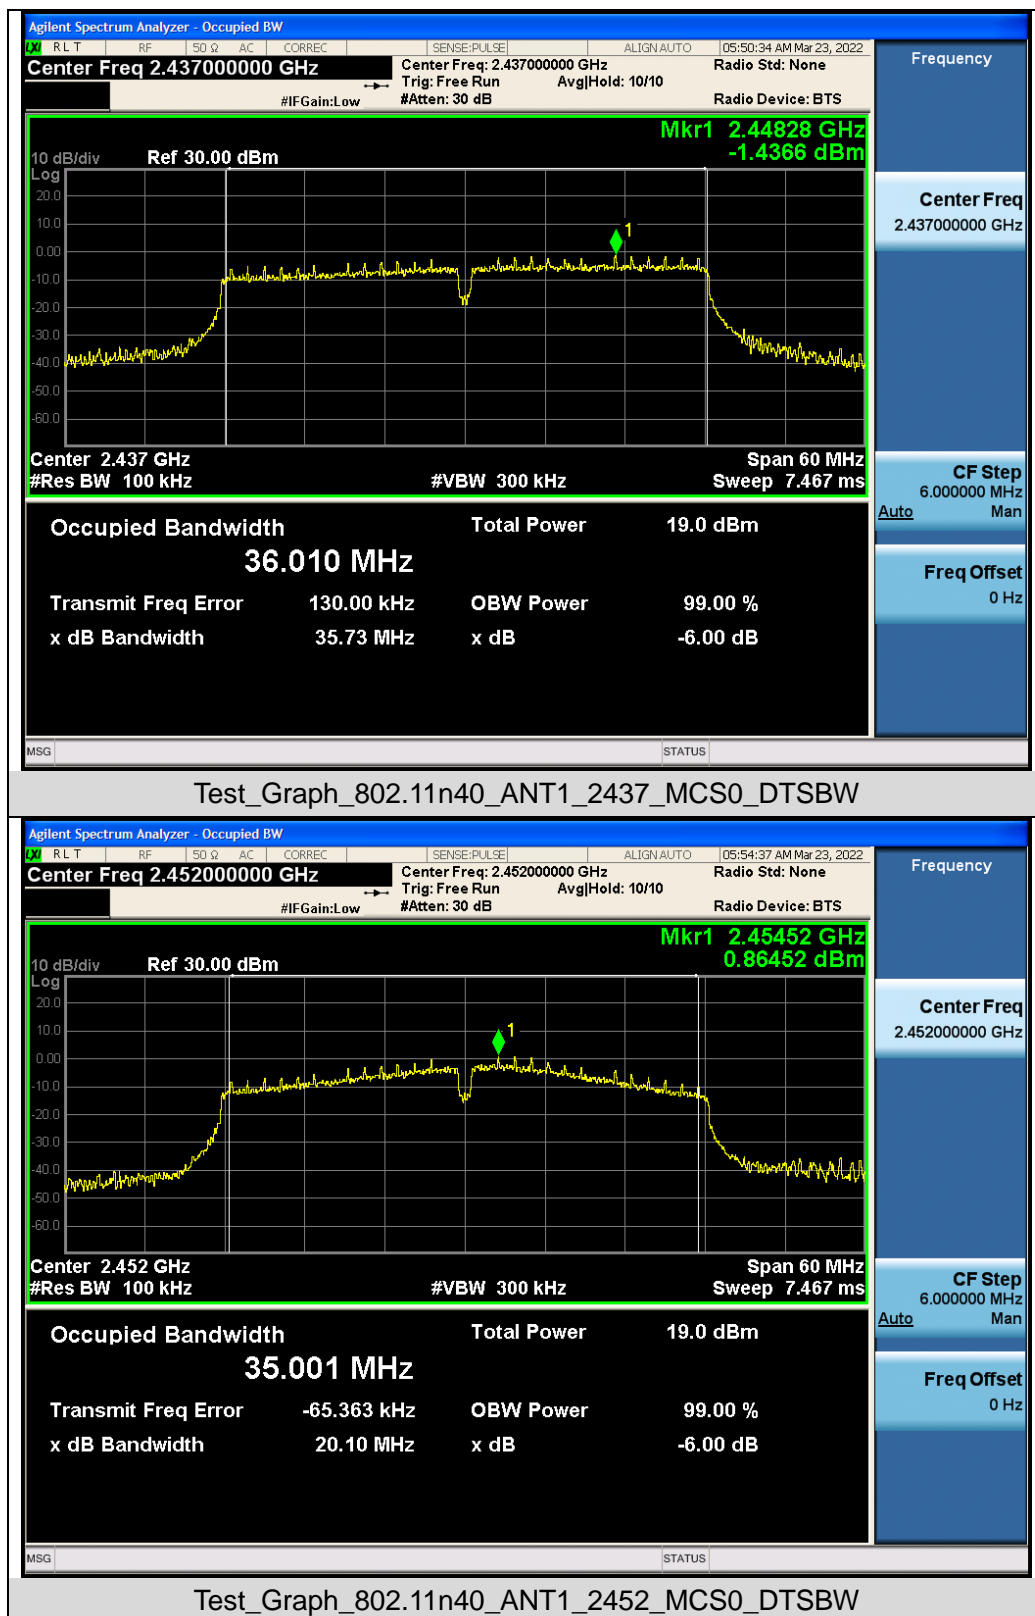 Agilent Spectrum Analyzer - Occupied BW
LXI RLT RF 50 Ω AC CORREC SENSE:PULSE ALIGN AUTO 05:50:34 AM Mar 23, 2022
Center Freq 2.437000000 GHz Center Freq: 2.437000000 GHz Radio Std: None
Trig: Free Run Avg|Hold: 10/10
#IFGain:Low #Atten: 30 dB Radio Device: BTS
Frequency
Mkr1 2.44828 GHz
-1.4366 dBm
10 dB/div Ref 30.00 dBm
Log
20.0
10.0
0.00
-10.0
-20.0
-30.0
-40.0
-50.0
-60.0
1
Center 2.437 GHz Span 60 MHz
#Res BW 100 kHz #VBW 300 kHz Sweep 7.467 ms
Center Freq
2.437000000 GHz
CF Step
6.000000 MHz
Auto Man
Freq Offset
0 Hz
Occupied Bandwidth Total Power 19.0 dBm
36.010 MHz
Transmit Freq Error 130.00 kHz OBW Power 99.00 %
x dB Bandwidth 35.73 MHz x dB -6.00 dB
MSG STATUS
Test_Graph_802.11n40_ANT1_2437_MCS0_DTSBW
Agilent Spectrum Analyzer - Occupied BW
LXI RLT RF 50 Ω AC CORREC SENSE:PULSE ALIGN AUTO 05:54:37 AM Mar 23, 2022
Center Freq 2.452000000 GHz Center Freq: 2.452000000 GHz Radio Std: None
Trig: Free Run Avg|Hold: 10/10
#IFGain:Low #Atten: 30 dB Radio Device: BTS
Frequency
Mkr1 2.45452 GHz
0.86452 dBm
10 dB/div Ref 30.00 dBm
Log
20.0
10.0
0.00
-10.0
-20.0
-30.0
-40.0
-50.0
-60.0
1
Center 2.452 GHz Span 60 MHz
#Res BW 100 kHz #VBW 300 kHz Sweep 7.467 ms
Center Freq
2.452000000 GHz
CF Step
6.000000 MHz
Auto Man
Freq Offset
0 Hz
Occupied Bandwidth Total Power 19.0 dBm
35.001 MHz
Transmit Freq Error -65.363 kHz OBW Power 99.00 %
x dB Bandwidth 20.10 MHz x dB -6.00 dB
MSG STATUS
Test_Graph_802.11n40_ANT1_2452_MCS0_DTSBW